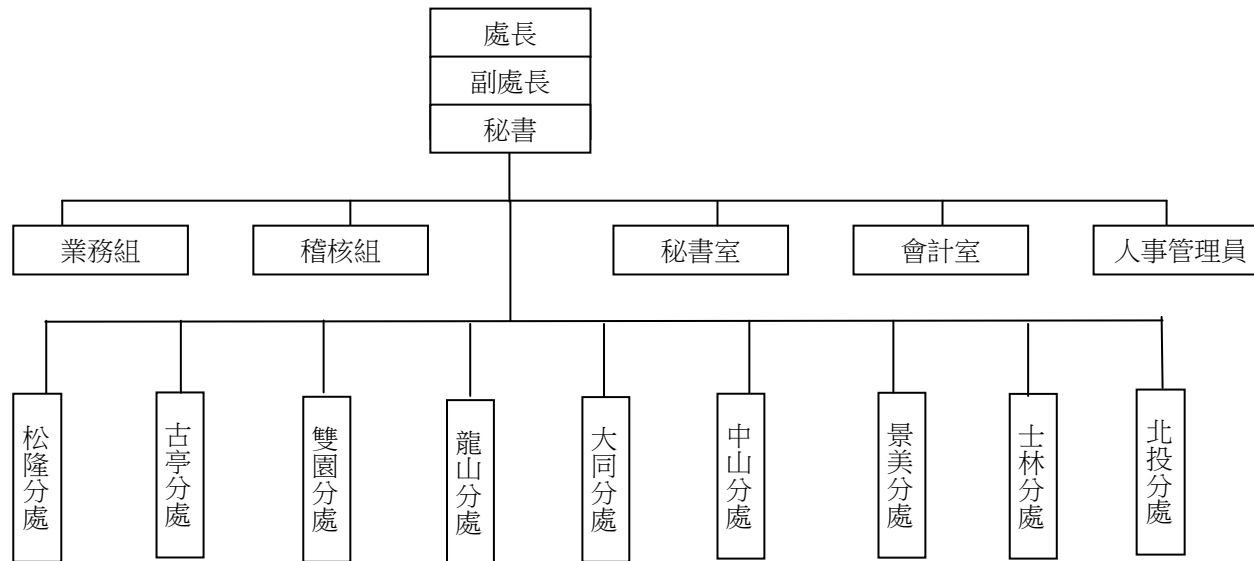 處長
副處長
秘書
業務組
稽核組
秘書室
會計室
人事管理員
松隆分處
古亭分處
雙園分處
龍山分處
大同分處
中山分處
景美分處
士林分處
北投分處